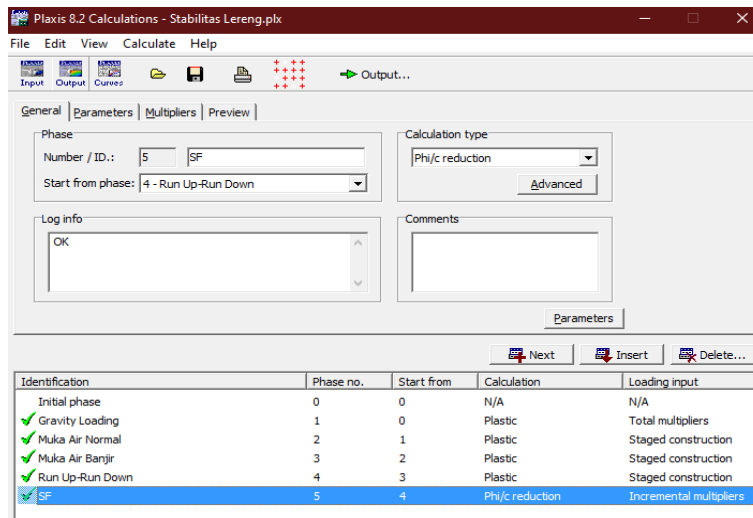 Plaxis 8.2 Calculations - Stabilitas Lereng.plx
File Edit View Calculate Help
Input Output Curves Output...
General Parameters Multipliers Preview
Phase
Number / ID.: 5 SF
Start from phase: 4 - Run Up-Run Down
Calculation type
Phi/c reduction
Advanced
Log info
OK
Comments
Parameters
Next Insert Delete...
Identification Phase no. Start from Calculation Loading input
Initial phase 0 0 N/A N/A
Gravity Loading 1 0 Plastic Total multipliers
Muka Air Normal 2 1 Plastic Staged construction
Muka Air Banjir 3 2 Plastic Staged construction
Run Up-Run Down 4 3 Plastic Staged construction
SF 5 4 Phi/c reduction Incremental multipliers